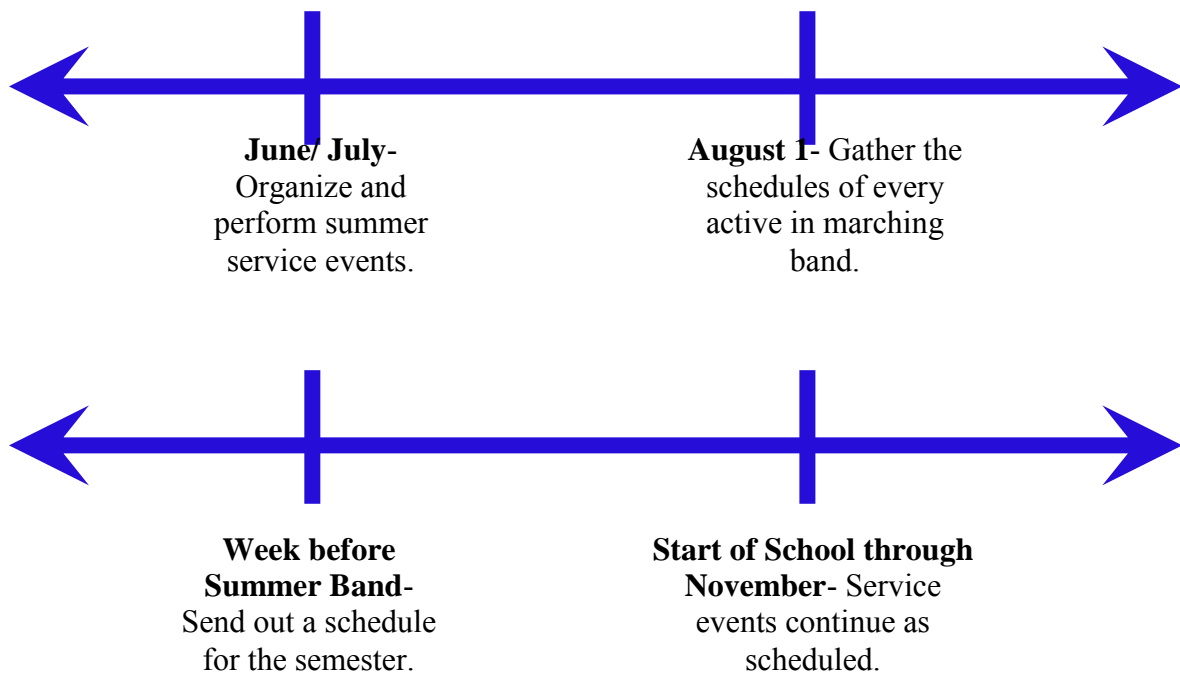 June/ July-
Organize and
perform summer
service events.
August 1- Gather the
schedules of every
active in marching
band.
Week before
Summer Band-
Send out a schedule
for the semester.
Start of School through
November- Service
events continue as
scheduled.